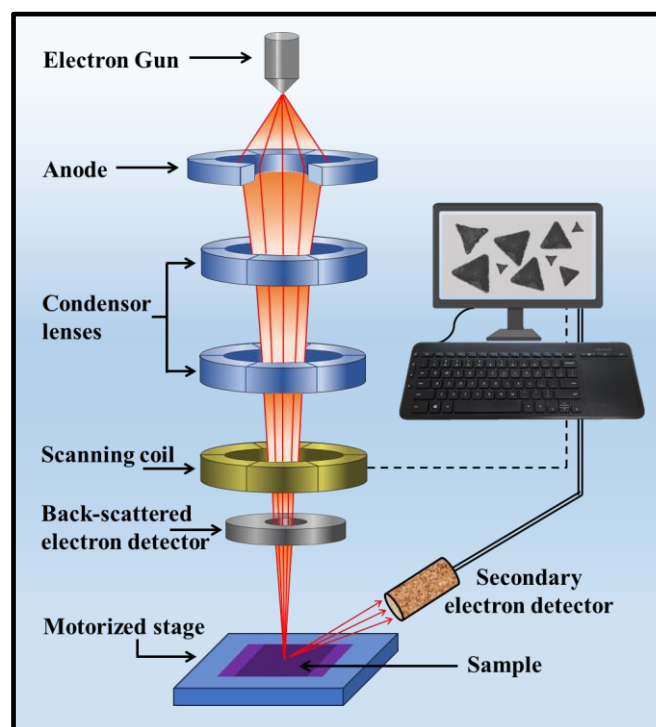 Electron Gun
Anode
Condensor
lenses
Scanning coil
Back-scattered
electron detector
Secondary
electron detector
Motorized stage
Sample